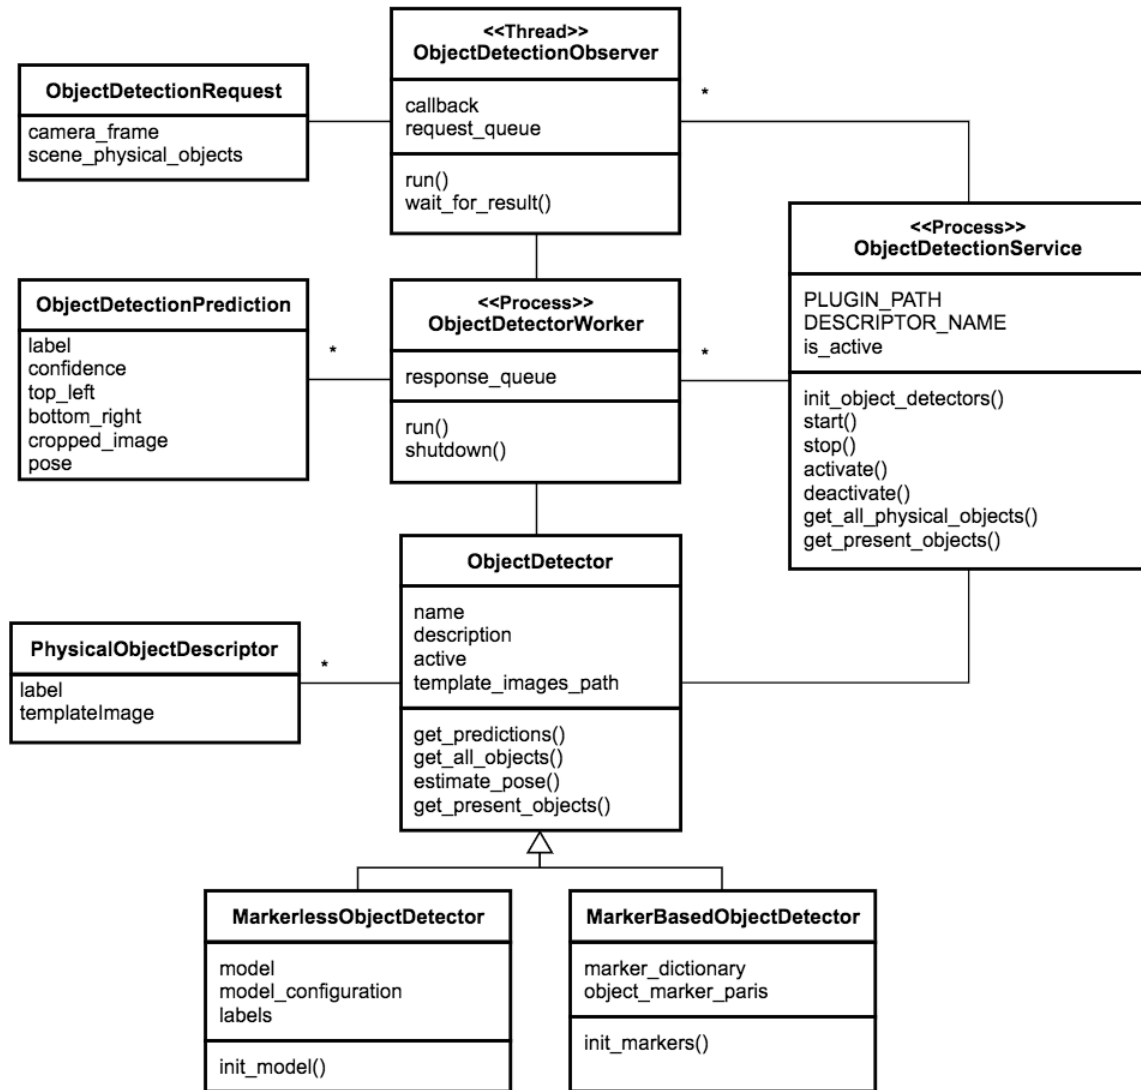 <<Thread>>
ObjectDetectionObserver
callback
request_queue
run()
wait_for_result()
ObjectDetectionRequest
camera_frame
scene_physical_objects
*
<<Process>>
ObjectDetectionService
PLUGIN_PATH
DESCRIPTOR_NAME
is_active
init_object_detectors()
start()
stop()
activate()
deactivate()
get_all_physical_objects()
get_present_objects()
ObjectDetectionPrediction
label
confidence
top_left
bottom_right
cropped_image
pose
*
<<Process>>
ObjectDetectorWorker
response_queue
run()
shutdown()
*
ObjectDetector
name
description
active
template_images_path
get_predictions()
get_all_objects()
estimate_pose()
get_present_objects()
PhysicalObjectDescriptor
label
templateImage
*
MarkerlessObjectDetector
model
model_configuration
labels
init_model()
MarkerBasedObjectDetector
marker_dictionary
object_marker_paris
init_markers()